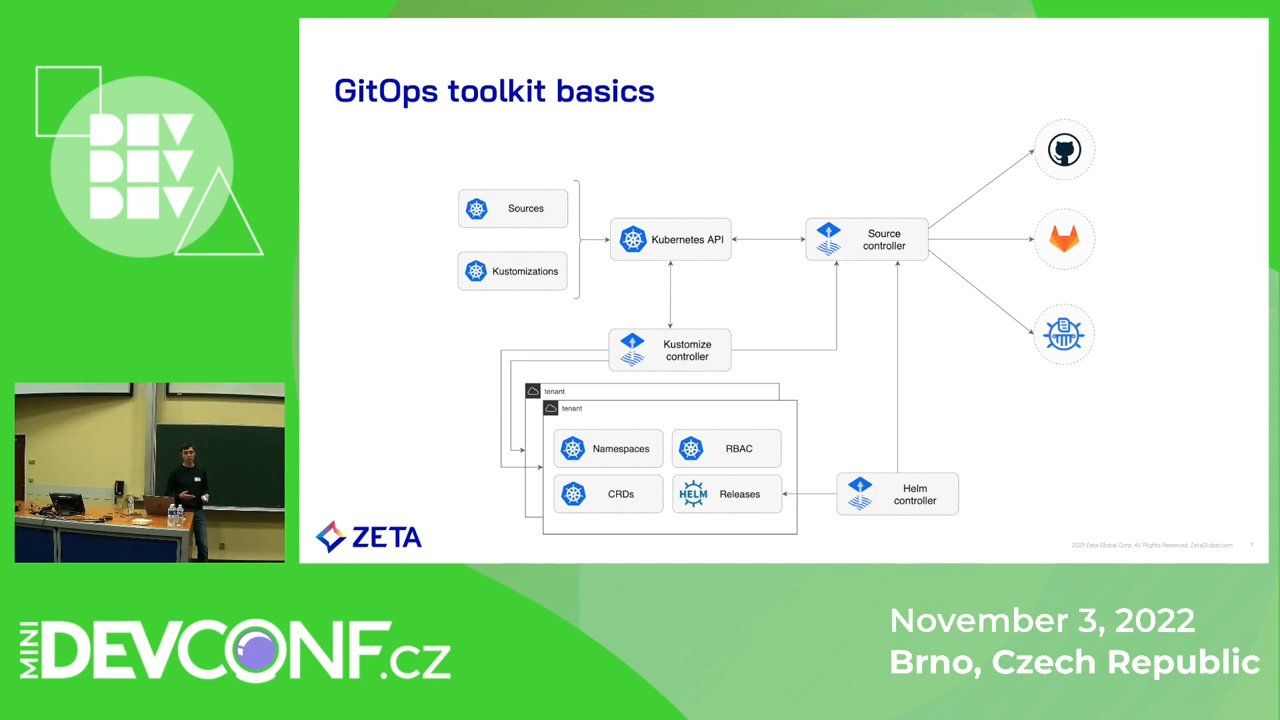 DEV
DEV
DEV
GitOps toolkit basics
Sources
Kustomizations
Kubernetes API
Source
controller
Kustomize
controller
tenant
tenant
Namespaces
RBAC
CRDs
HELM
Releases
Helm
controller
ZETA
2021 Zeta Global Corp. All Rights Reserved. ZetaGlobal.com
7
MINI
DEVCONF.CZ
November 3, 2022
Brno, Czech Republic